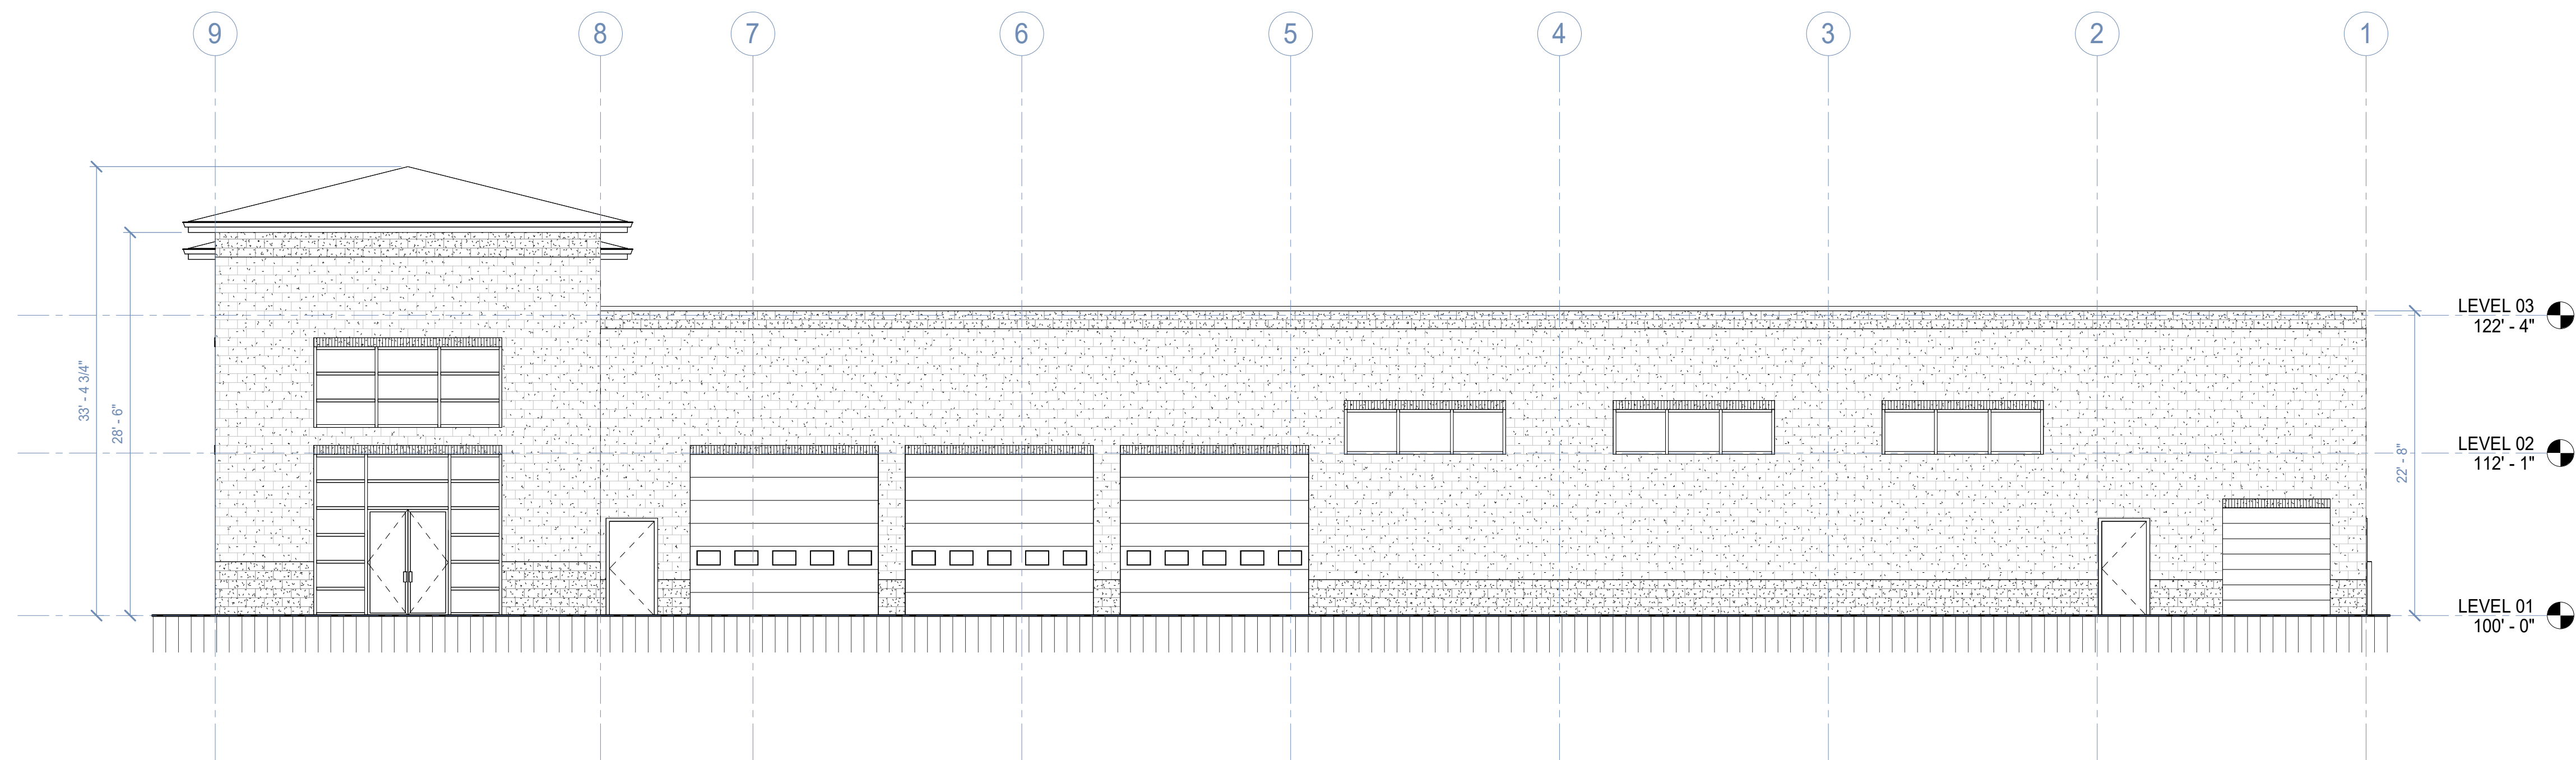 9
8
7
6
5
4
3
2
1
33' - 4 3/4"
28' - 6"
LEVEL 03
122' - 4"
LEVEL 02
112' - 1"
22' - 8"
LEVEL 01
100' - 0"